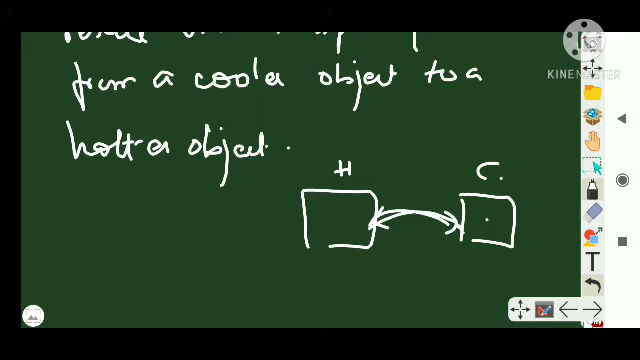 KINEMASTER
from a cooler object to a
hotter object.
H
C.
T